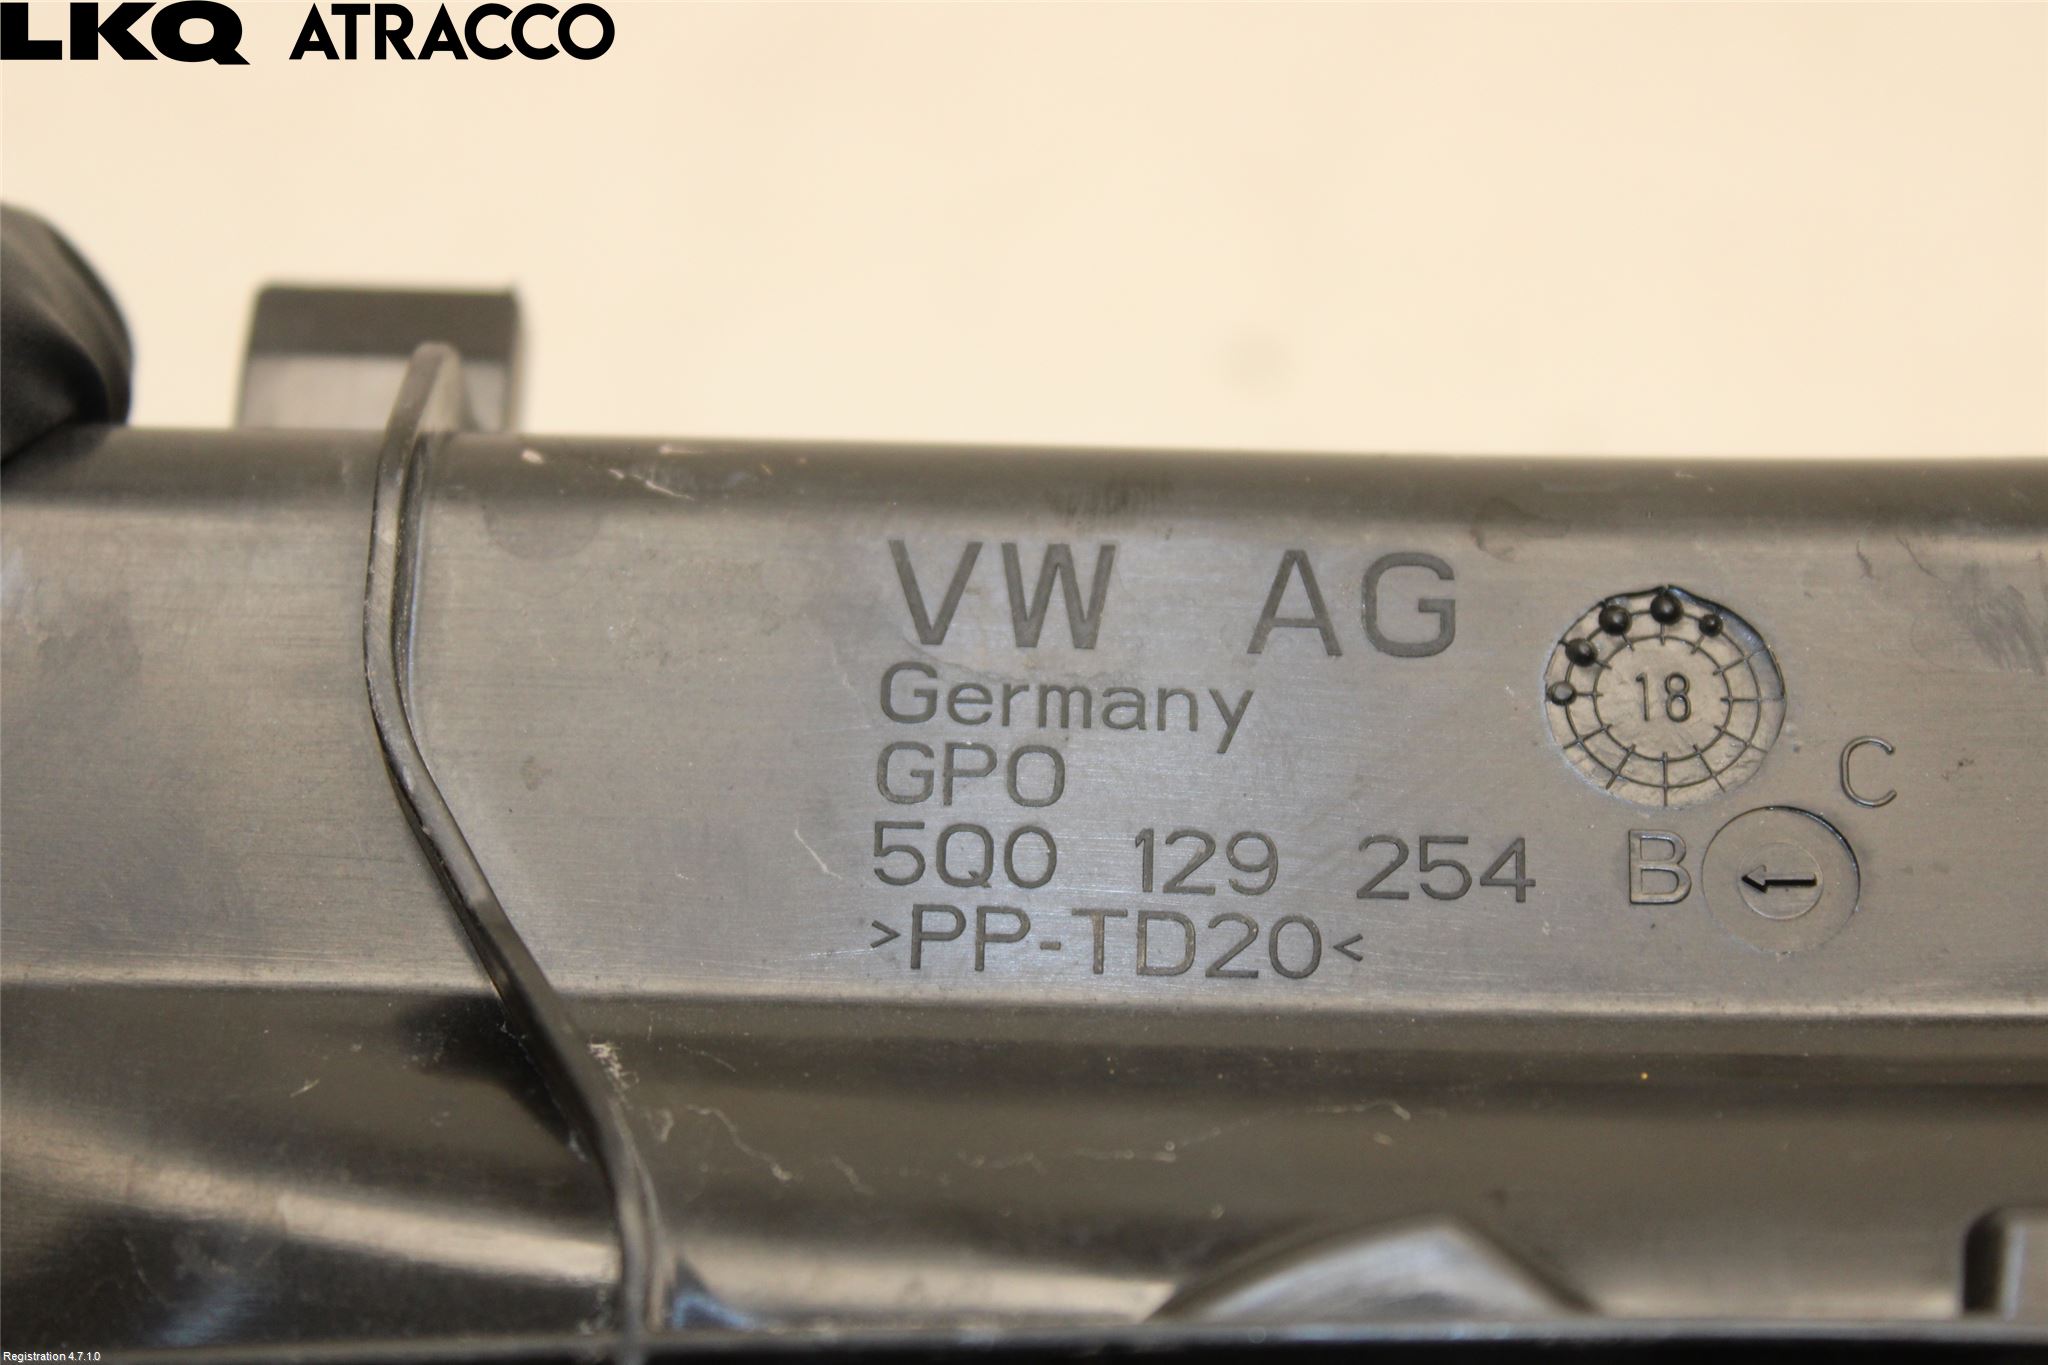 LKQ ATRACCO
VW AG
Germany
GPO
18
C
5Q0 129 254 B
>PP-TD20<
Registration 4.7.1.0